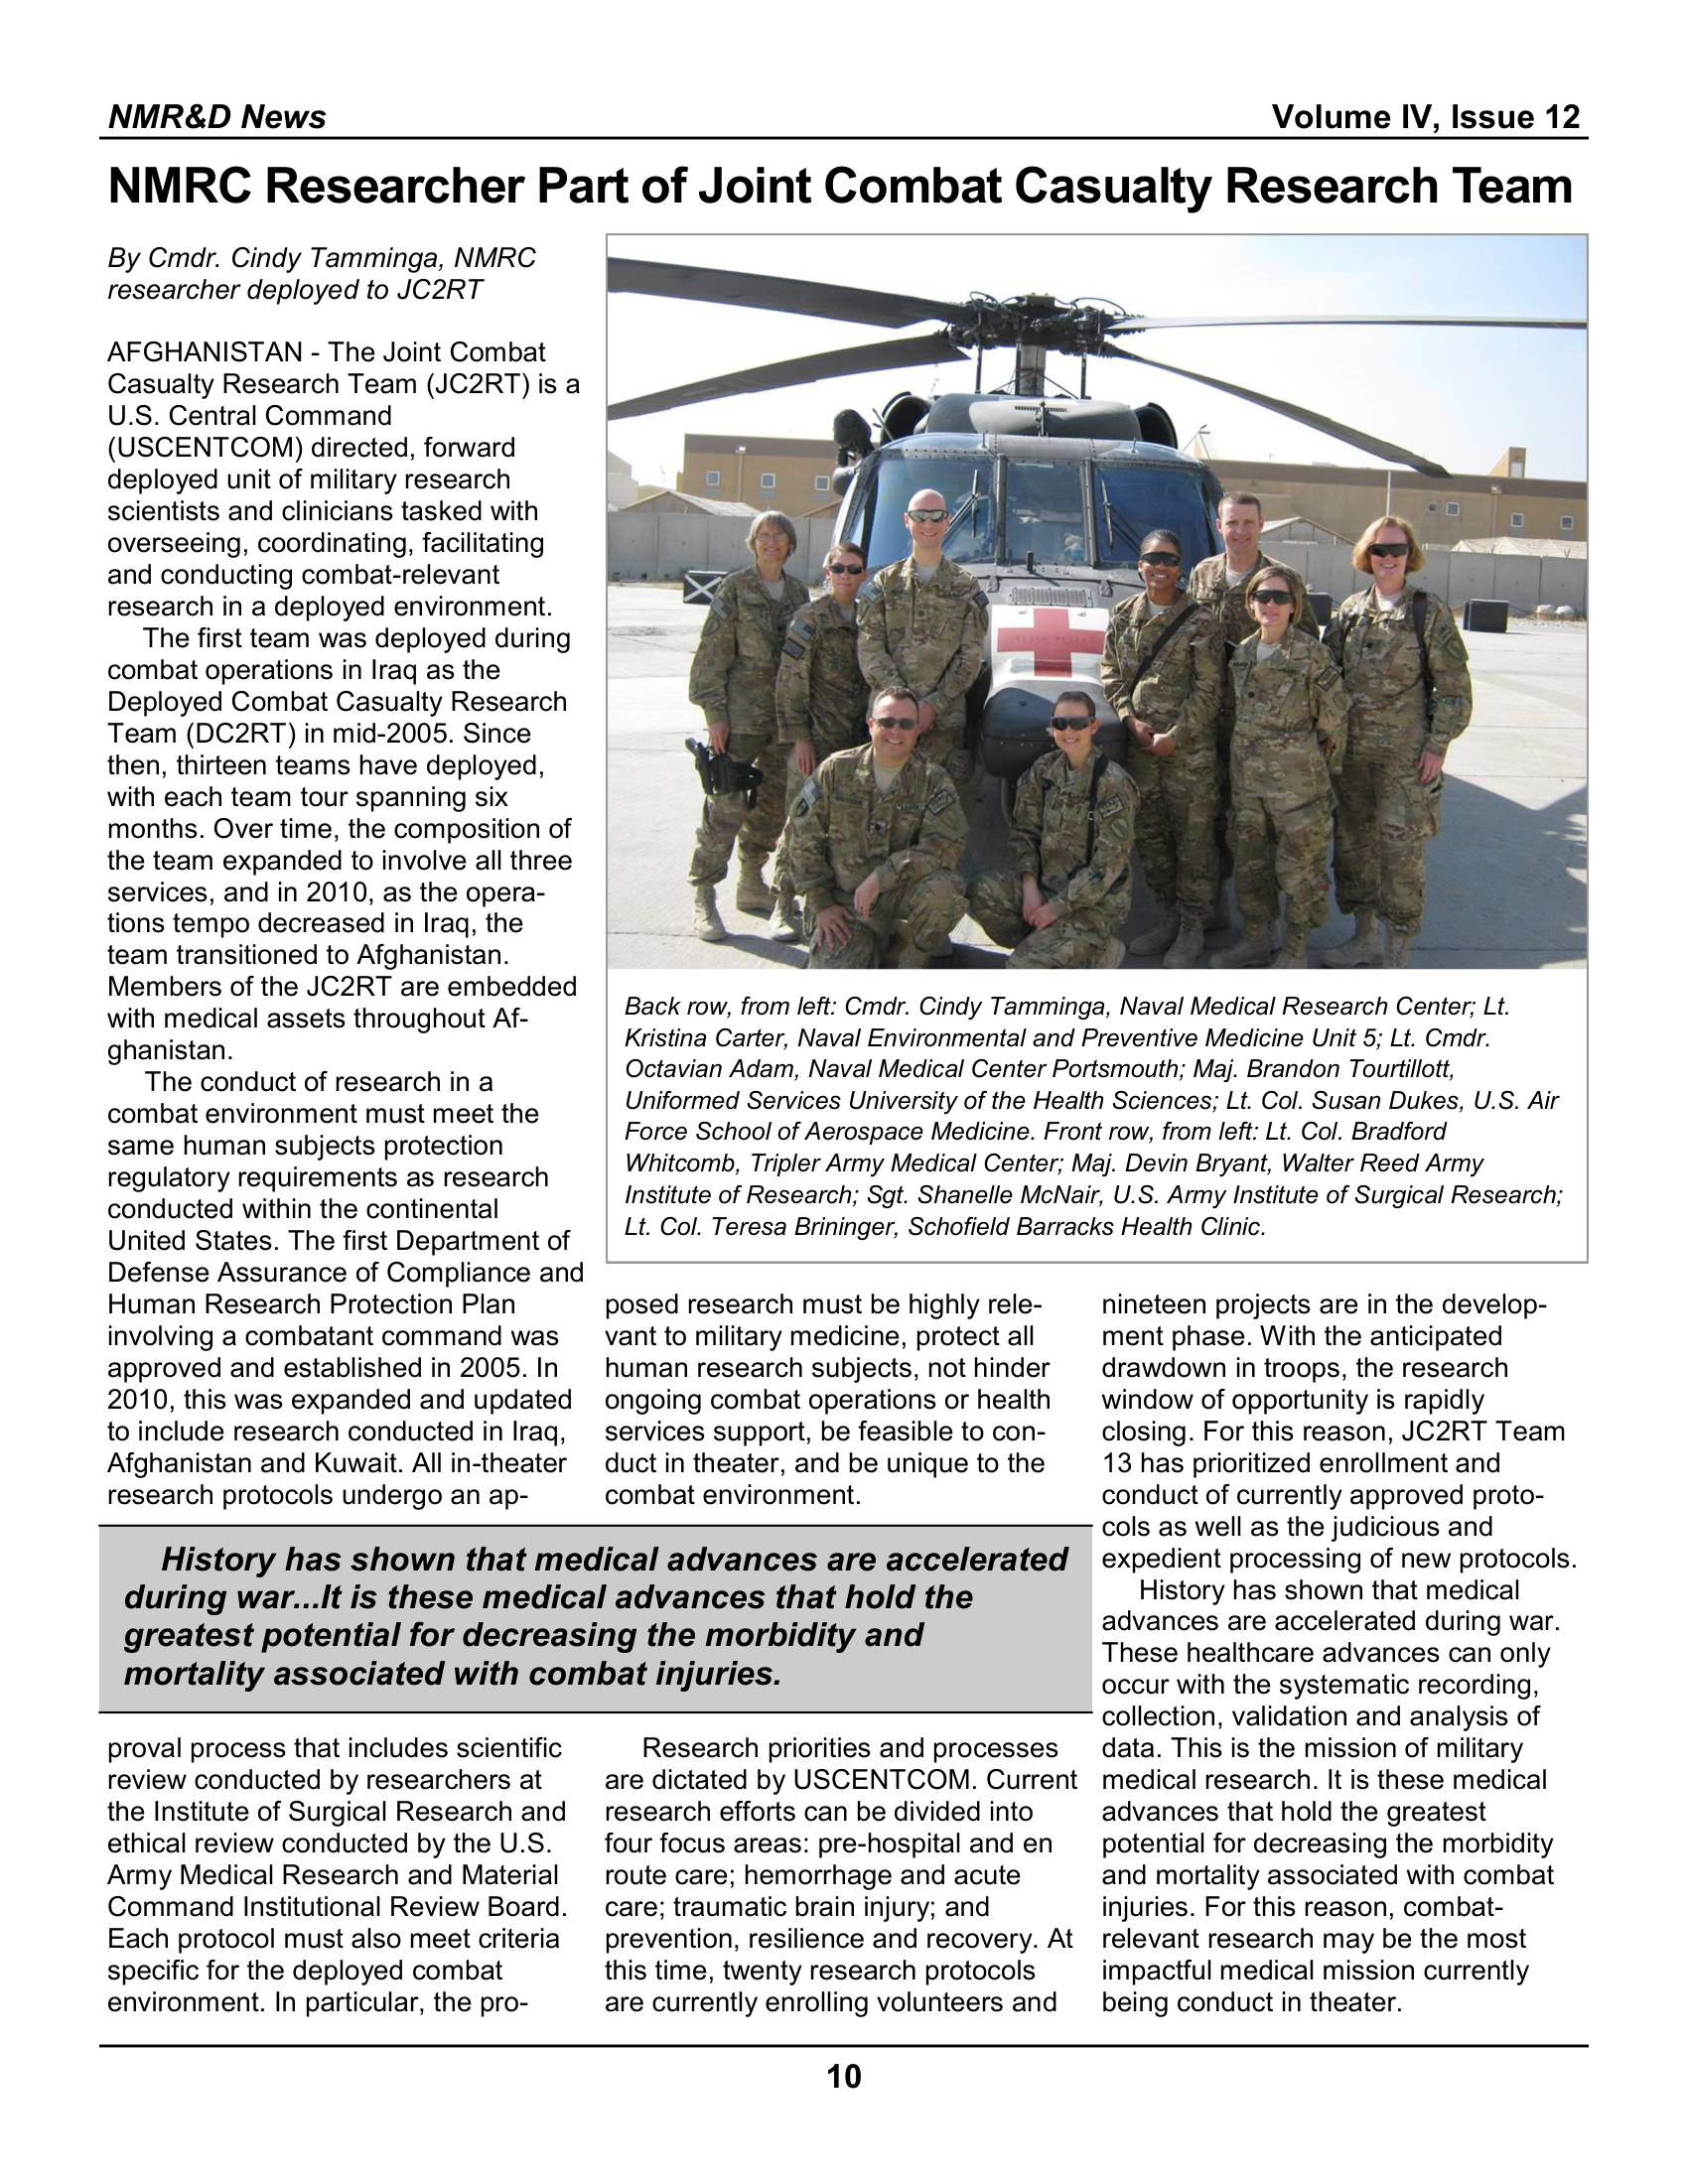 NMR&D News
Volume IV, Issue 12
NMRC Researcher Part of Joint Combat Casualty Research Team
By Cmdr. Cindy Tamminga, NMRC
researcher deployed to JC2RT
AFGHANISTAN - The Joint Combat
Casualty Research Team (JC2RT) is a
U.S. Central Command
(USCENTCOM) directed, forward
deployed unit of military research
scientists and clinicians tasked with
overseeing, coordinating, facilitating
and conducting combat-relevant
research in a deployed environment.
The first team was deployed during
combat operations in Iraq as the
Deployed Combat Casualty Research
Team (DC2RT) in mid-2005. Since
then, thirteen teams have deployed,
with each team tour spanning six
months. Over time, the composition of
the team expanded to involve all three
services, and in 2010, as the opera-
tions tempo decreased in Iraq, the
team transitioned to Afghanistan.
Members of the JC2RT are embedded
with medical assets throughout Af-
ghanistan.
The conduct of research in a
combat environment must meet the
same human subjects protection
regulatory requirements as research
conducted within the continental
United States. The first Department of
Defense Assurance of Compliance and
Human Research Protection Plan
involving a combatant command was
approved and established in 2005. In
2010, this was expanded and updated
to include research conducted in Iraq,
Afghanistan and Kuwait. All in-theater
research protocols undergo an ap-
proval process that includes scientific
review conducted by researchers at
the Institute of Surgical Research and
ethical review conducted by the U.S.
Army Medical Research and Material
Command Institutional Review Board.
Each protocol must also meet criteria
specific for the deployed combat
environment. In particular, the pro-
Back row, from left: Cmdr. Cindy Tamminga, Naval Medical Research Center; Lt.
Kristina Carter, Naval Environmental and Preventive Medicine Unit 5; Lt. Cmdr.
Octavian Adam, Naval Medical Center Portsmouth; Maj. Brandon Tourtillott,
Uniformed Services University of the Health Sciences; Lt. Col. Susan Dukes, U.S. Air
Force School of Aerospace Medicine. Front row, from left: Lt. Col. Bradford
Whitcomb, Tripler Army Medical Center; Maj. Devin Bryant, Walter Reed Army
Institute of Research; Sgt. Shanelle McNair, U.S. Army Institute of Surgical Research;
Lt. Col. Teresa Brininger, Schofield Barracks Health Clinic.
posed research must be highly rele-
vant to military medicine, protect all
human research subjects, not hinder
ongoing combat operations or health
services support, be feasible to con-
duct in theater, and be unique to the
combat environment.
History has shown that medical advances are accelerated
during war...It is these medical advances that hold the
greatest potential for decreasing the morbidity and
mortality associated with combat injuries.
Research priorities and processes
are dictated by USCENTCOM. Current
research efforts can be divided into
four focus areas: pre-hospital and en
route care; hemorrhage and acute
care; traumatic brain injury; and
prevention, resilience and recovery. At
this time, twenty research protocols
are currently enrolling volunteers and
nineteen projects are in the develop-
ment phase. With the anticipated
drawdown in troops, the research
window of opportunity is rapidly
closing. For this reason, JC2RT Team
13 has prioritized enrollment and
conduct of currently approved proto-
cols as well as the judicious and
expedient processing of new protocols.
History has shown that medical
advances are accelerated during war.
These healthcare advances can only
occur with the systematic recording,
collection, validation and analysis of
data. This is the mission of military
medical research. It is these medical
advances that hold the greatest
potential for decreasing the morbidity
and mortality associated with combat
injuries. For this reason, combat-
relevant research may be the most
impactful medical mission currently
being conduct in theater.
10